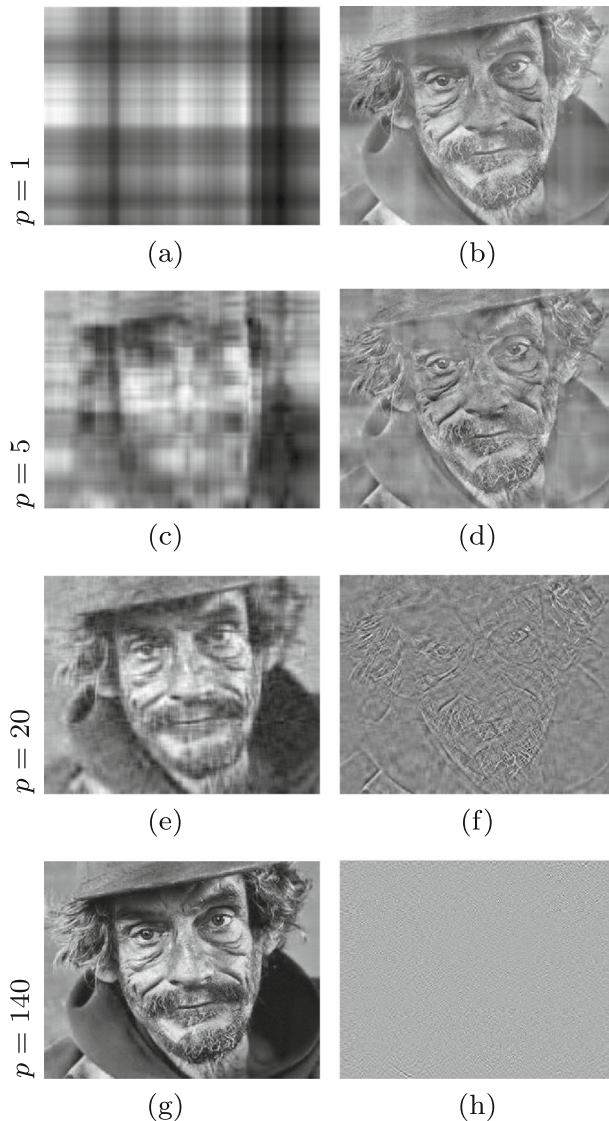 p = 1
(a)
(b)
p = 5
(c)
(d)
p = 20
(e)
(f)
p = 140
(g)
(h)